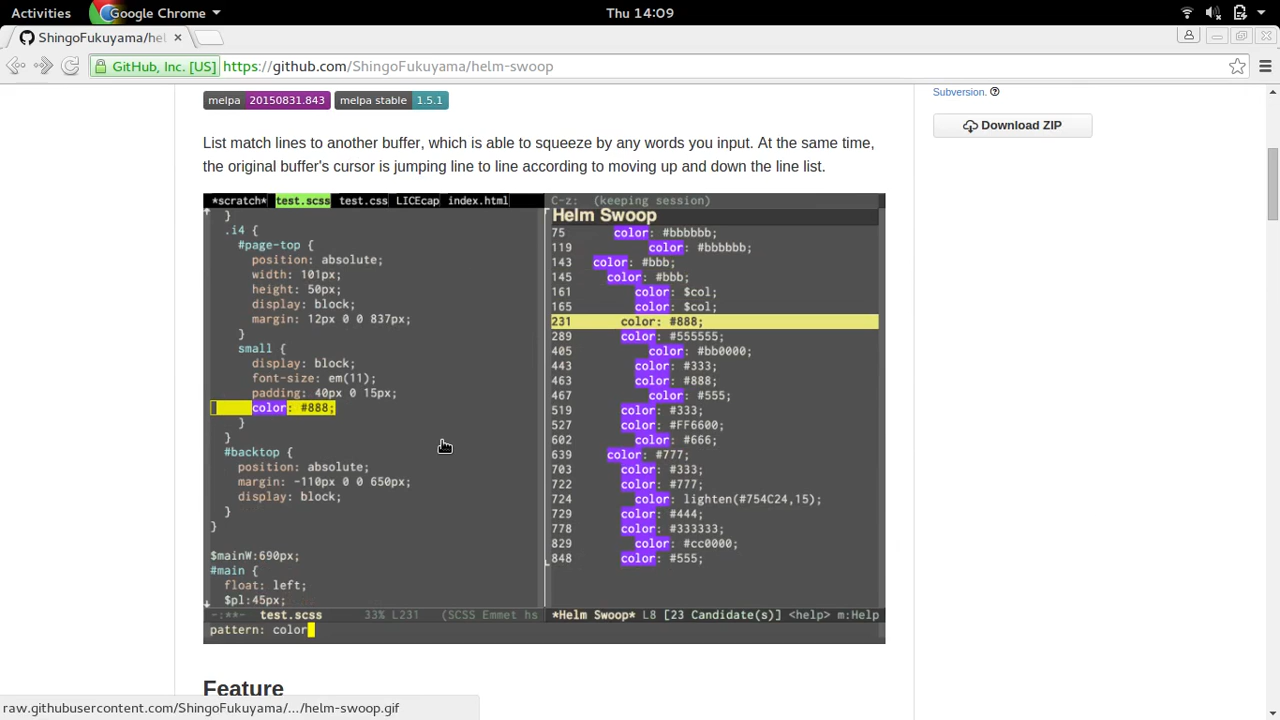 Activities Google Chrome Thu 14:09
ShingoFukuyama/hel
GitHub, Inc. [US] https://github.com/ShingoFukuyama/helm-swoop
melpa 20150831.843 melpa stable 1.5.1
Subversion.
Download ZIP
List match lines to another buffer, which is able to squeeze by any words you input. At the same time,
the original buffer's cursor is jumping line to line according to moving up and down the line list.
*scratch* test.scss test.css LICEcap index.html
}
.i4 {
#page-top {
position: absolute;
width: 101px;
height: 50px;
display: block;
margin: 12px 0 0 837px;
}
small {
display: block;
font-size: em(11);
padding: 40px 0 15px;
color: #888;
}
}
#backtop {
position: absolute;
margin: -110px 0 0 650px;
display: block;
}
}
$mainW:690px;
#main {
float: left;
$pl:45px;
-:**- test.scss 33% L231 (SCSS Emmet hs
pattern: color
C-z: (keeping session)
Helm Swoop
75 color: #bbbbbb;
119 color: #bbbbbb;
143 color: #bbb;
145 color: #bbb;
161 color: $col;
165 color: $col;
231 color: #888;
289 color: #555555;
405 color: #bb0000;
443 color: #333;
463 color: #888;
467 color: #555;
519 color: #333;
527 color: #FF6600;
602 color: #666;
639 color: #777;
703 color: #333;
722 color: #777;
724 color: lighten(#754C24,15);
729 color: #444;
778 color: #333333;
829 color: #cc0000;
848 color: #555;
*Helm Swoop* L8 [23 Candidate(s)] <help> m:Help
Feature
raw.githubusercontent.com/ShingoFukuyama/.../helm-swoop.gif